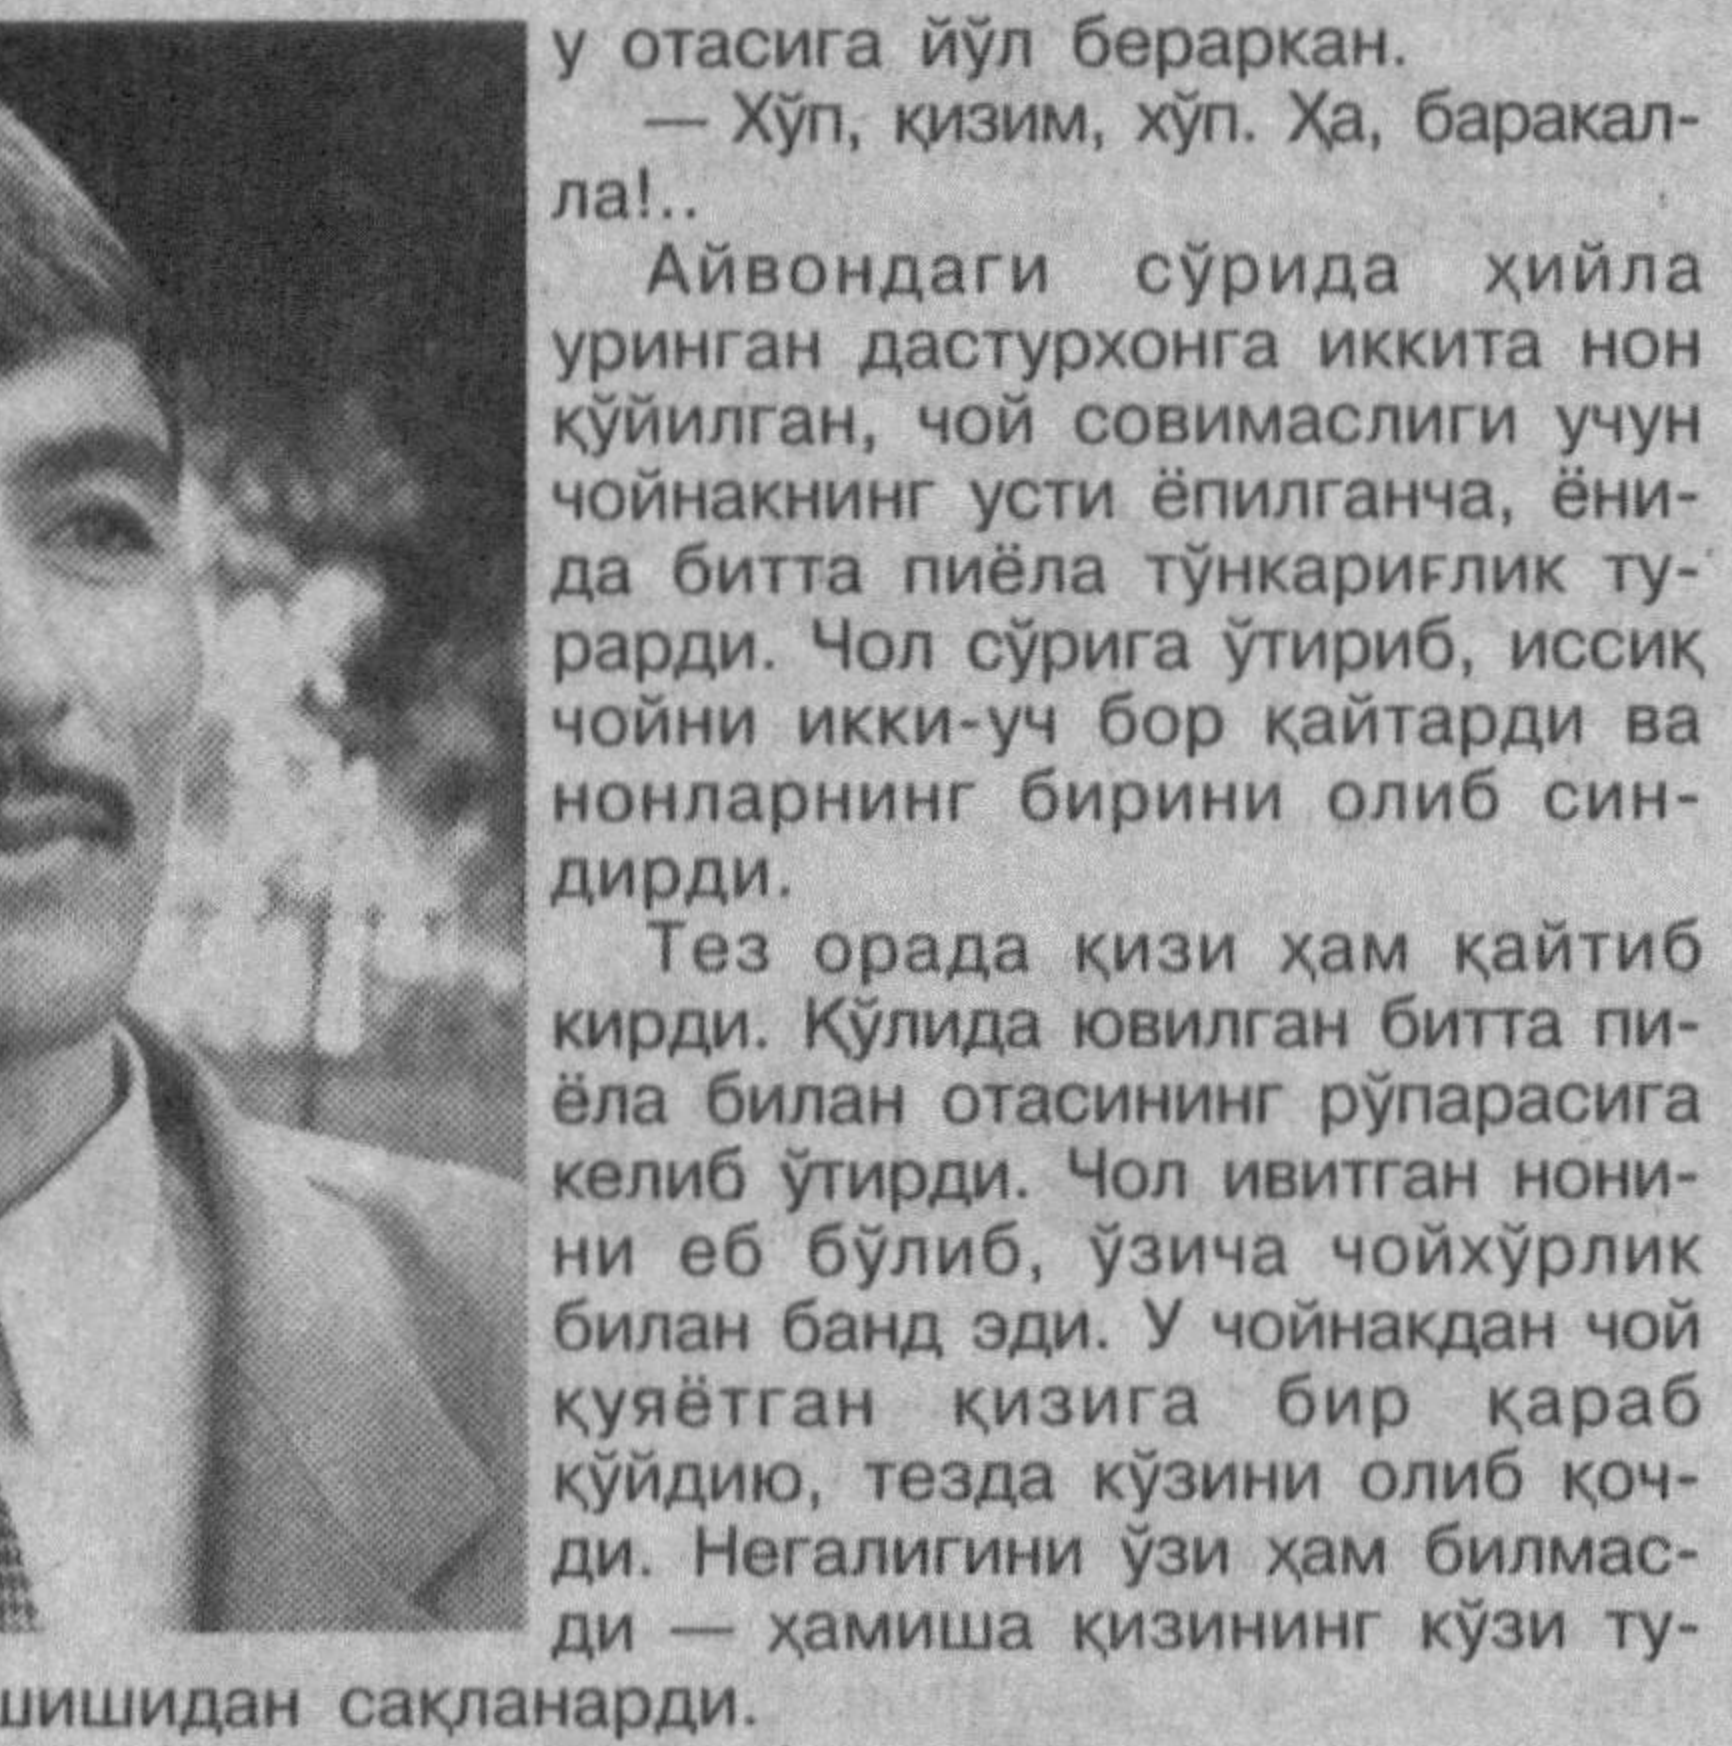 у отасига йўл бераркан.
— Хўп, қизим, хўп. Ҳа, баракал-
ла!..
Айвондаги сўрида ҳийла
уринган дастурхонга иккита нон
қўйилган, чой совимаслиги учун
чойнакнинг усти ёпилганча, ёни-
да битта пиёла тўнкариғлик ту-
рарди. Чол сўрига ўтириб, иссиқ
чойни икки-уч бор қайтарди ва
нонларнинг бирини олиб син-
дирди.
Тез орада қизи ҳам қайтиб
кирди. Қўлида ювилган битта пи-
ёла билан отасининг рўпарасига
келиб ўтирди. Чол ивитган нони-
ни еб бўлиб, ўзича чойхўрлик
билан банд эди. У чойнакдан чой
қуяётган қизига бир қараб
қўйдию, тезда кўзини олиб қоч-
ди. Негалигини ўзи ҳам билмас-
ди — ҳамиша қизининг кўзи ту-
шишидан сақланарди.